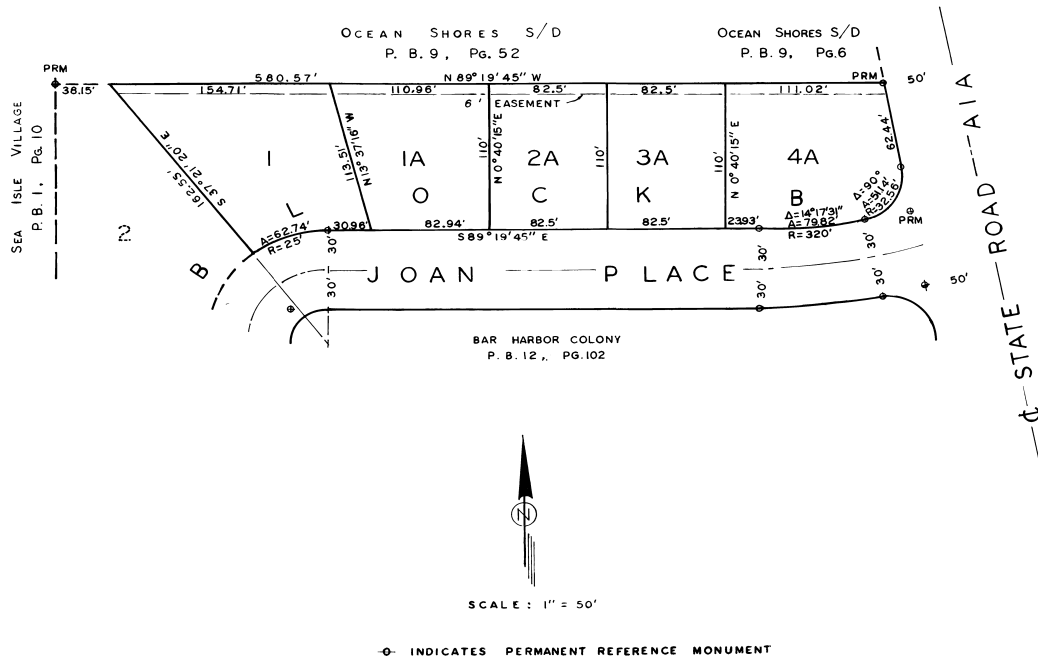 OCEAN SHORES S/D
P. B. 9, PG. 52
OCEAN SHORES S/D
P. B. 9, PG.6
PRM
38.15'
580.57'
N 89°19'45" W
PRM
50'
154.71'
110.96'
82.5'
82.5'
111.02'
6' EASEMENT
SEA ISLE VILLAGE
P.B.1, PG.10
S 37°21'20" E
162.55'
N13°37'16" W
113.51'
110'
N 0°40'15"E
110'
110'
N 0°40'15" E
62.44'
1
1A
2A
3A
4A
2
B L O C K B
Δ=90°
A=51.14'
R=32.56'
PRM
A=62.74'
R=25'
30.96'
82.94'
82.5'
82.5'
23.93'
Δ=14°17'31"
A=79.82'
R=320'
S89°19'45" E
30'
30'
30'
30'
30'
30'
JOAN PLACE
50'
STATE ROAD A1A
BAR HARBOR COLONY
P. B. 12,, PG.102
N
SCALE: 1" = 50'
INDICATES PERMANENT REFERENCE MONUMENT